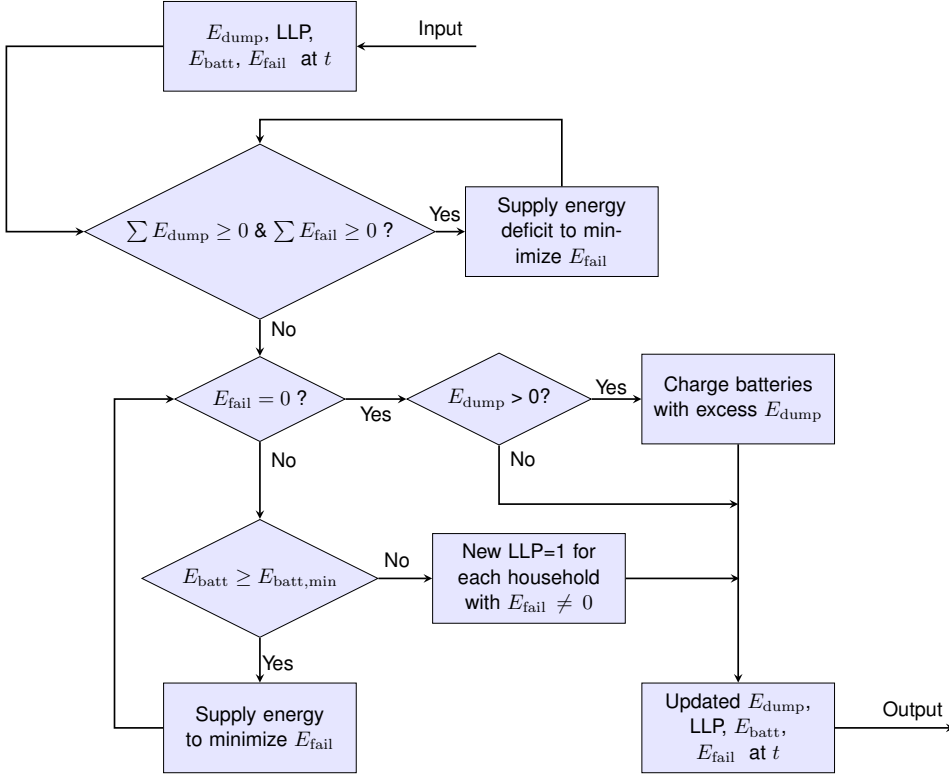 E_dump, LLP,
E_batt, E_fail at t
Input
∑ E_dump ≥ 0 & ∑ E_fail ≥ 0 ?
Yes
Supply energy
deficit to min-
imize E_fail
No
E_fail = 0 ?
Yes
E_dump > 0?
Yes
Charge batteries
with excess E_dump
No
No
E_batt ≥ E_batt,min
No
New LLP=1 for
each household
with E_fail ≠ 0
Yes
Supply energy
to minimize E_fail
Updated E_dump,
LLP, E_batt,
E_fail at t
Output